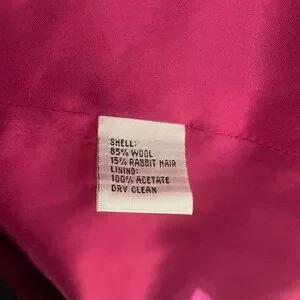 SHELL:
85% WOOL
15% RABBIT HAIR
LINING:
100% ACETATE
DRY CLEAN